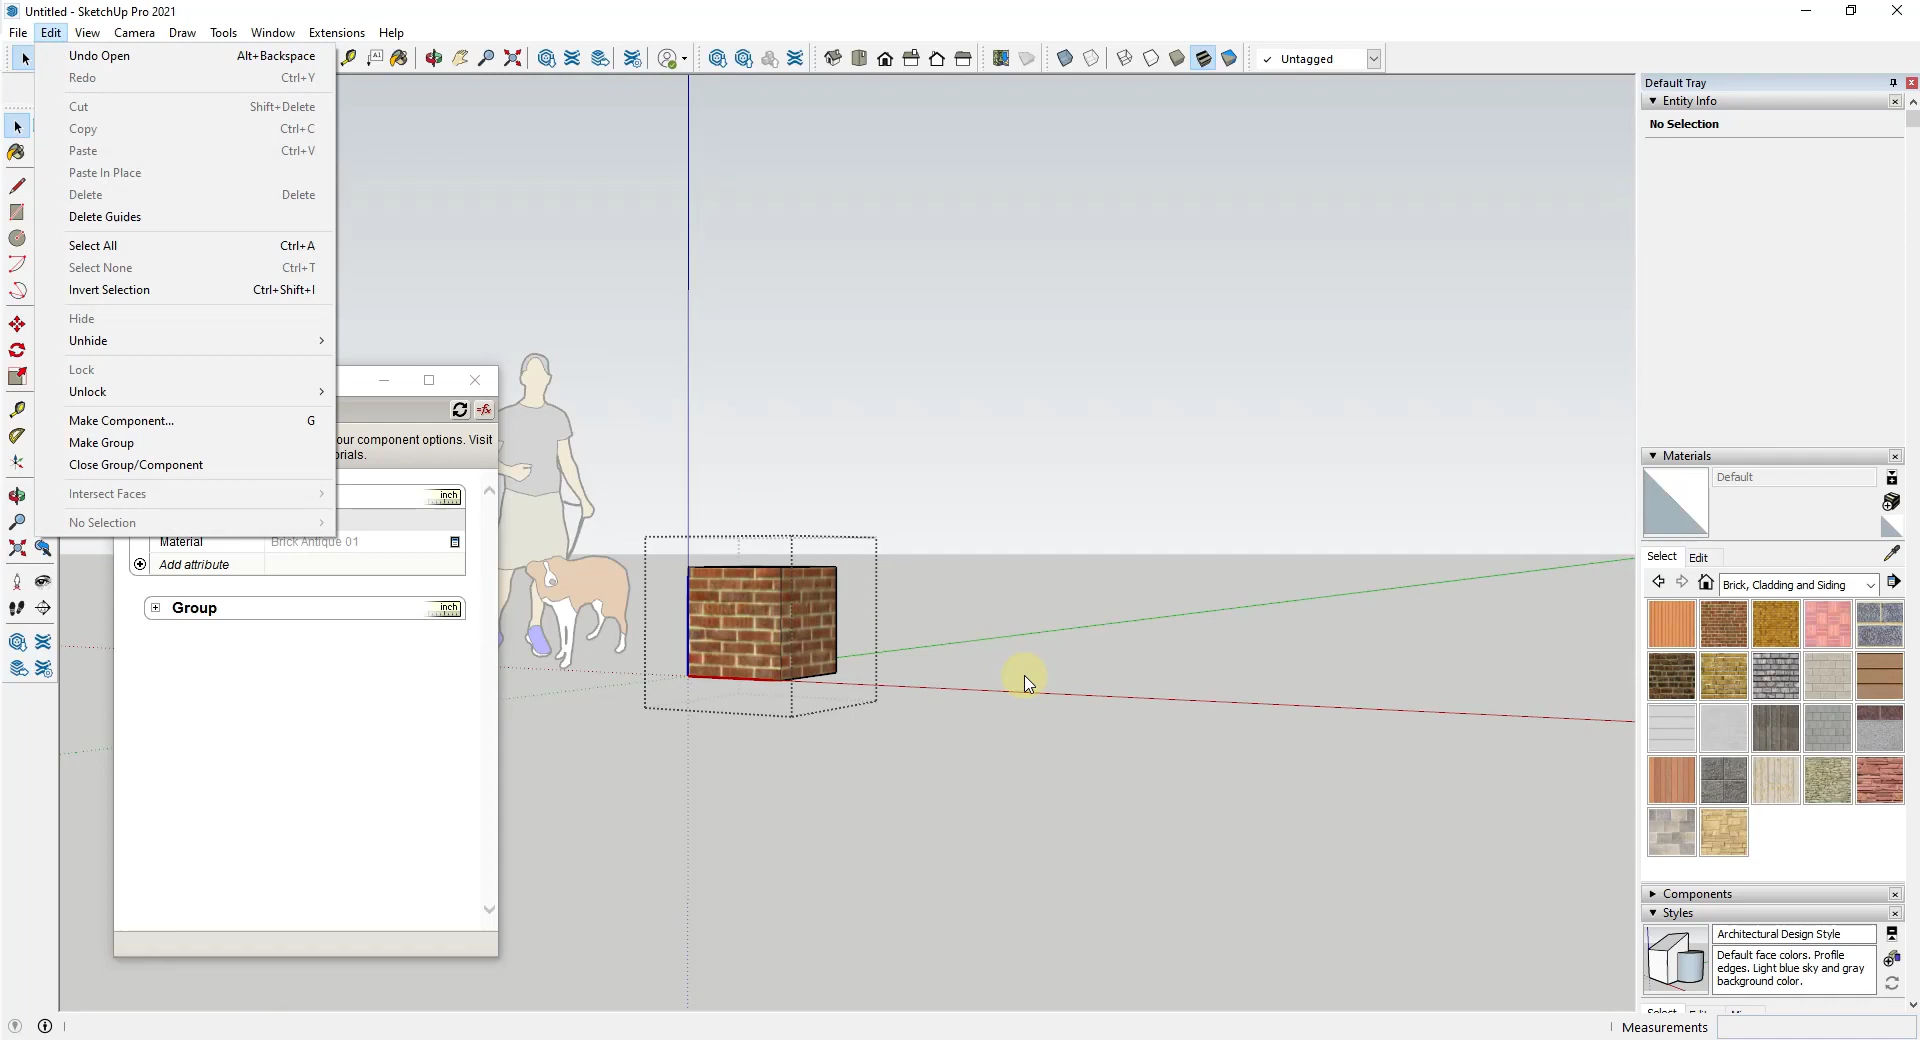 Untitled - SketchUp Pro 2021
File Edit View Camera Draw Tools Window Extensions Help
Untagged
Undo Open Alt+Backspace
Redo Ctrl+Y
Cut Shift+Delete
Copy Ctrl+C
Paste Ctrl+V
Paste In Place
Delete Delete
Delete Guides
Select All Ctrl+A
Select None Ctrl+T
Invert Selection Ctrl+Shift+I
Hide
Unhide
Lock
Unlock
Make Component... G
Make Group
Close Group/Component
Intersect Faces
No Selection
=fx
our component options. Visit
orials.
inch
Material Brick Antique 01
Add attribute
Group inch
Default Tray
Entity Info
No Selection
Materials
Default
Select Edit
Brick, Cladding and Siding
Components
Styles
Architectural Design Style
Default face colors. Profile
edges. Light blue sky and gray
background color.
Measurements